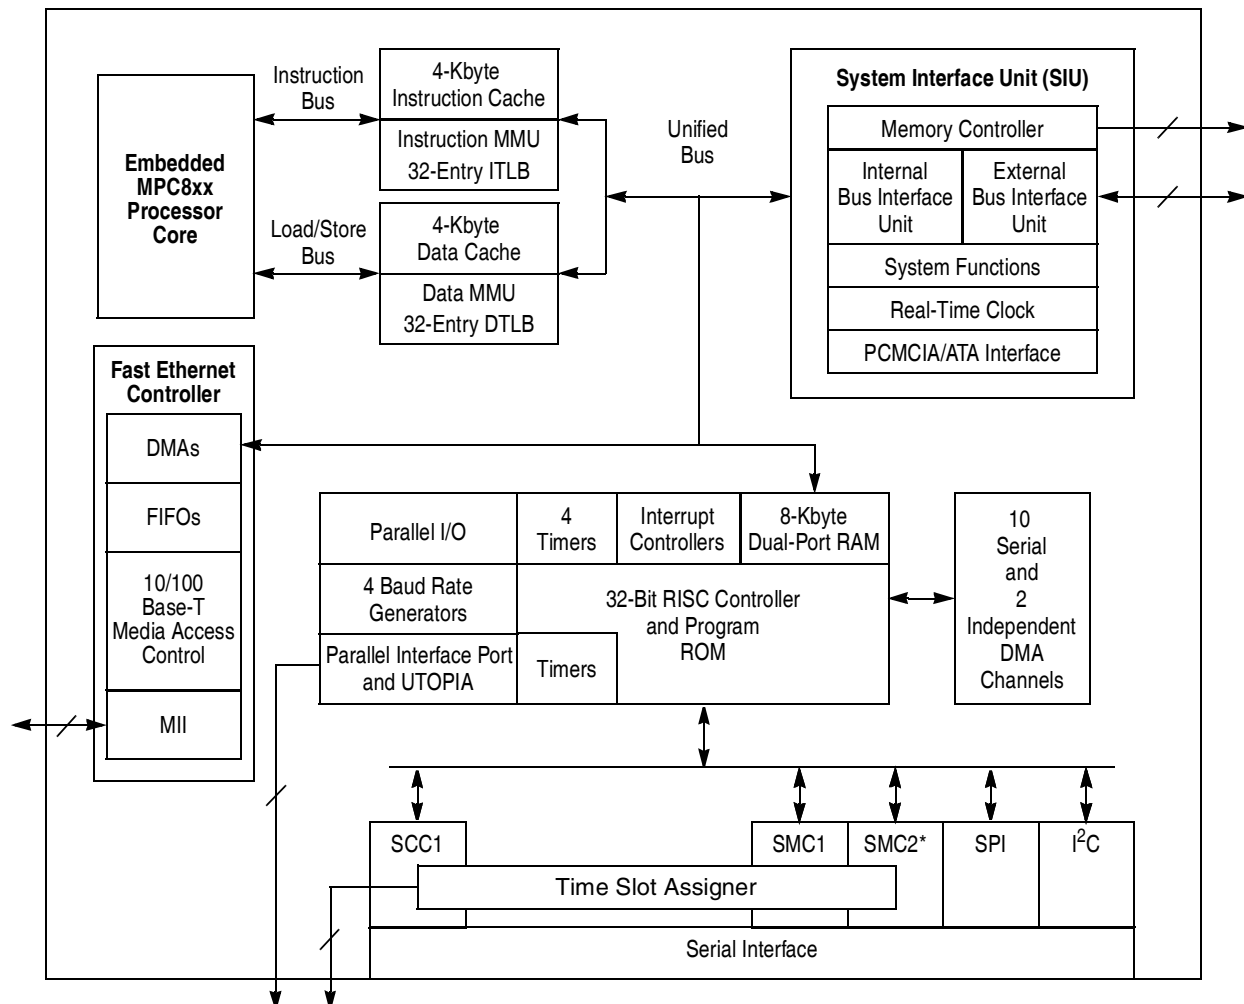 Embedded
MPC8xx
Processor
Core
Instruction
Bus
Load/Store
Bus
4-Kbyte
Instruction Cache
Instruction MMU
32-Entry ITLB
4-Kbyte
Data Cache
Data MMU
32-Entry DTLB
Unified
Bus
System Interface Unit (SIU)
Memory Controller
Internal
Bus Interface
Unit
External
Bus Interface
Unit
System Functions
Real-Time Clock
PCMCIA/ATA Interface
Fast Ethernet
Controller
DMAs
FIFOs
10/100
Base-T
Media Access
Control
MII
Parallel I/O
4
Timers
Interrupt
Controllers
8-Kbyte
Dual-Port RAM
4 Baud Rate
Generators
32-Bit RISC Controller
and Program
ROM
Parallel Interface Port
and UTOPIA
Timers
10
Serial
and
2
Independent
DMA
Channels
SCC1
SMC1
SMC2*
SPI
I²C
Time Slot Assigner
Serial Interface